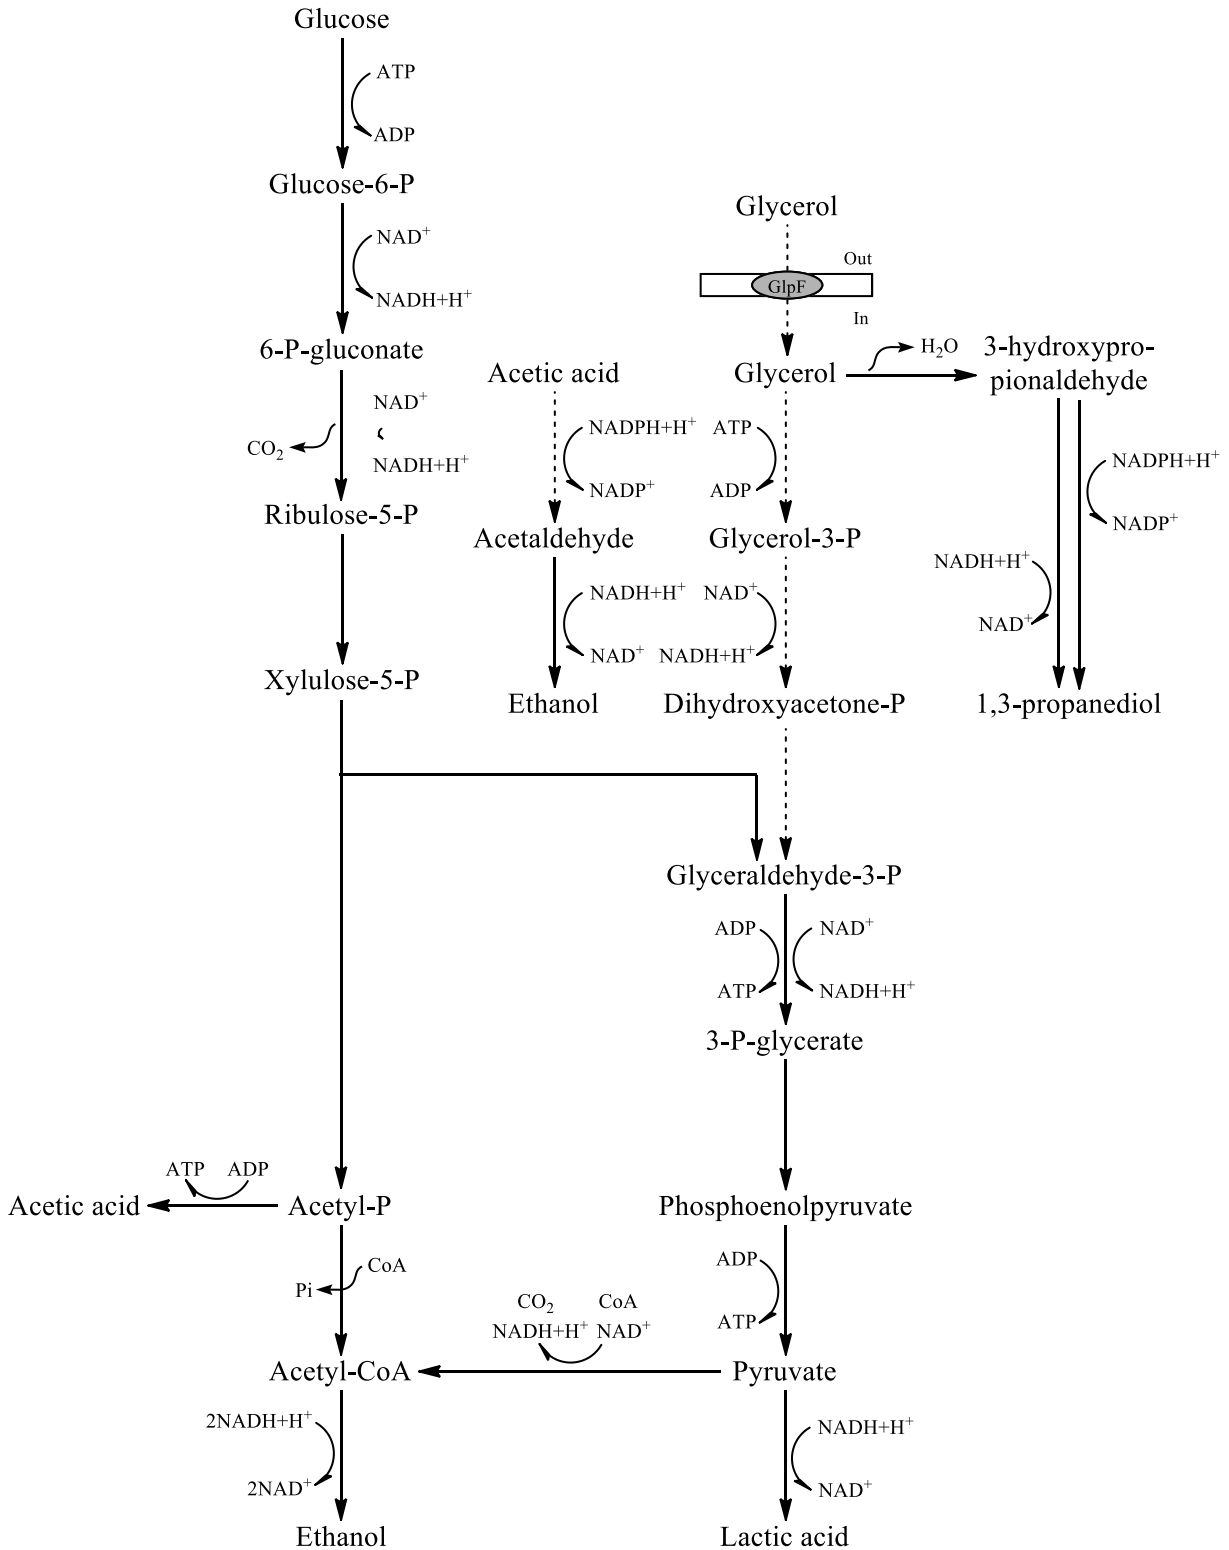 Glucose
ATP
ADP
Glucose-6-P
NAD⁺
NADH+H⁺
6-P-gluconate
NAD⁺
CO₂
NADH+H⁺
Ribulose-5-P
Xylulose-5-P
Acetic acid
NADPH+H⁺
NADP⁺
Acetaldehyde
NADH+H⁺
NAD⁺
Ethanol
Glycerol
Out
GlpF
In
Glycerol
H₂O
3-hydroxypro-
pionaldehyde
ATP
ADP
Glycerol-3-P
NAD⁺
NADH+H⁺
Dihydroxyacetone-P
NADPH+H⁺
NADP⁺
NADH+H⁺
NAD⁺
1,3-propanediol
Glyceraldehyde-3-P
ADP
NAD⁺
ATP
NADH+H⁺
3-P-glycerate
ATP
ADP
Acetic acid
Acetyl-P
Phosphoenolpyruvate
CoA
Pi
ADP
ATP
CO₂ CoA
NADH+H⁺ NAD⁺
Acetyl-CoA
Pyruvate
2NADH+H⁺
2NAD⁺
Ethanol
NADH+H⁺
NAD⁺
Lactic acid